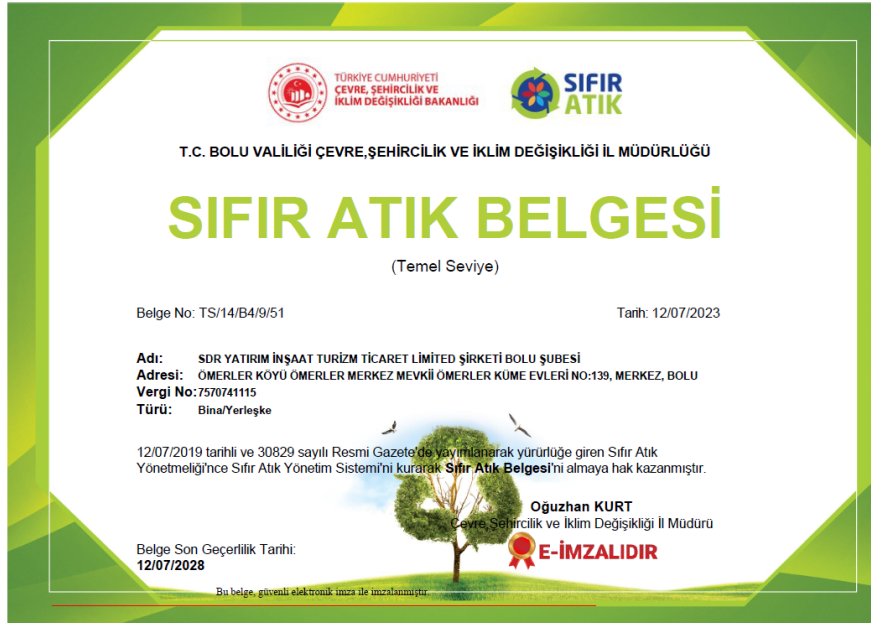 TÜRKİYE CUMHURİYETİ
ÇEVRE, ŞEHİRCİLİK VE
İKLİM DEĞİŞİKLİĞİ BAKANLIĞI
SIFIR
ATIK
T.C. BOLU VALİLİĞİ ÇEVRE,ŞEHİRCİLİK VE İKLİM DEĞİŞİKLİĞİ İL MÜDÜRLÜĞÜ
SIFIR ATIK BELGESİ
(Temel Seviye)
Belge No: TS/14/B4/9/51 Tarih: 12/07/2023
Adı: SDR YATIRIM İNŞAAT TURİZM TİCARET LİMİTED ŞİRKETİ BOLU ŞUBESİ
Adresi: ÖMERLER KÖYÜ ÖMERLER MERKEZ MEVKİİ ÖMERLER KÜME EVLERİ NO:139, MERKEZ, BOLU
Vergi No:7570741115
Türü: Bina/Yerleşke
12/07/2019 tarihli ve 30829 sayılı Resmi Gazete'de yayımlanarak yürürlüğe giren Sıfır Atık
Yönetmeliği'nce Sıfır Atık Yönetim Sistemi'ni kurarak Sıfır Atık Belgesi'ni almaya hak kazanmıştır.
Oğuzhan KURT
Çevre,Şehircilik ve İklim Değişikliği İl Müdürü
E-İMZALIDIR
Belge Son Geçerlilik Tarihi:
12/07/2028
Bu belge, güvenli elektronik imza ile imzalanmıştır.